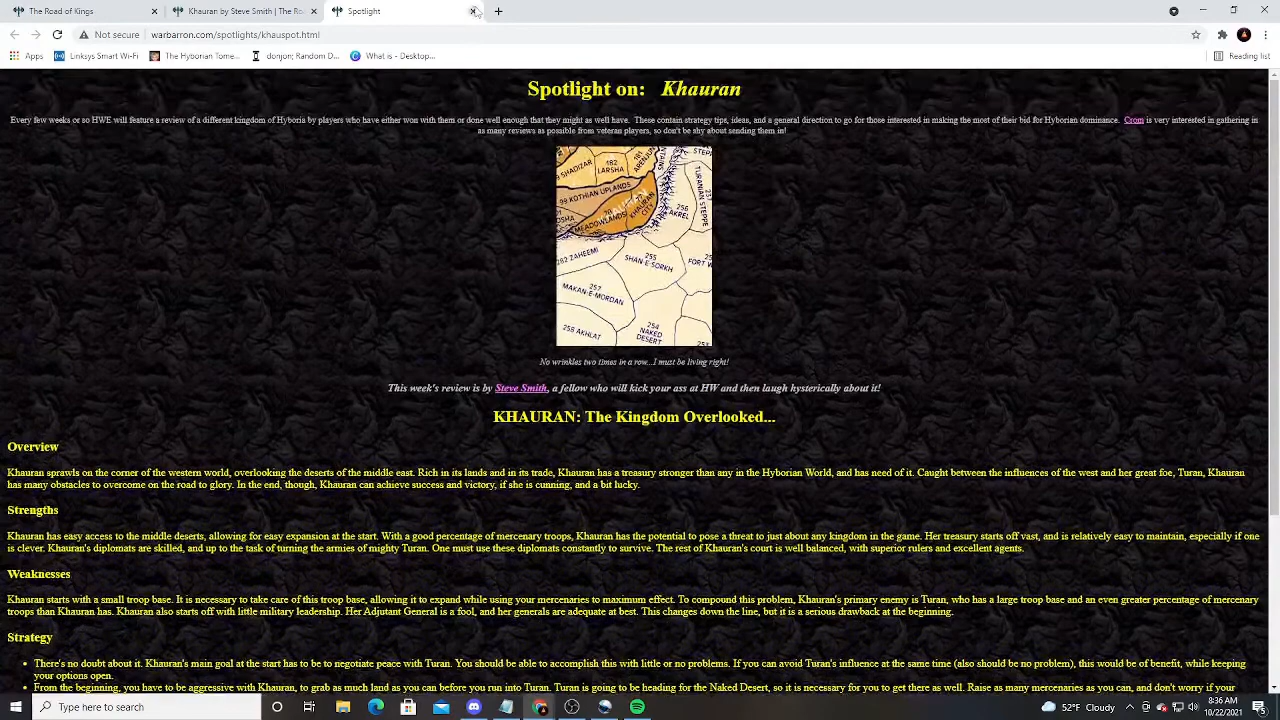 The Road of Kings
by Steve Smith | The Ro
Spotlight
Not secure
warbarron.com/spotlights/khauspot.html
Apps
Linksys Smart Wi-Fi
The Hyborian Tome...
donjon; Random D...
What is - Desktop...
Reading list
Spotlight on: Khauran
Every few weeks or so HWE will feature a review of a different kingdom of Hyboria by players who have either won with them or done well enough that they might as well have. These contain strategy tips, ideas, and a general direction to go for those interested in making the most of their bid for Hyborian dominance. Crom is very interested in gathering in
as many reviews as possible from veteran players, so don't be shy about sending them in!
SHADIZAR
182
LARSHA
181
STEP
99 KOTHIAN UPLANDS
TURANIAN STEPPE
KHAURAN
KHAURAN CITY
MEADOWLANDS
256
AKREL
282 ZAHEEMI
255
SHAN-E-SORKH
FORT W
257
MAKAN-E-MORDAN
258 AKHLAT
254
NAKED
DESERT
No wrinkles two times in a row...I must be living right!
This week's review is by Steve Smith, a fellow who will kick your ass at HW and then laugh hysterically about it!
KHAURAN: The Kingdom Overlooked...
Overview
Khauran sprawls on the corner of the western world, overlooking the deserts of the middle east. Rich in its lands and in its trade, Khauran has a treasury stronger than any in the Hyborian World, and has need of it. Caught between the influences of the west and her great foe, Turan, Khauran
has many obstacles to overcome on the road to glory. In the end, though, Khauran can achieve success and victory, if she is cunning, and a bit lucky.
Strengths
Khauran has easy access to the middle deserts, allowing for easy expansion at the start. With a good percentage of mercenary troops, Khauran has the potential to pose a threat to just about any kingdom in the game. Her treasury starts off vast, and is relatively easy to maintain, especially if one
is clever. Khauran's diplomats are skilled, and up to the task of turning the armies of mighty Turan. One must use these diplomats constantly to survive. The rest of Khauran's court is well balanced, with superior rulers and excellent agents.
Weaknesses
Khauran starts with a small troop base. It is necessary to take care of this troop base, allowing it to expand while using your mercenaries to maximum effect. To compound this problem, Khauran's primary enemy is Turan, who has a large troop base and an even greater percentage of mercenary
troops than Khauran has. Khauran also starts off with little military leadership. Her Adjutant General is a fool, and her generals are adequate at best. This changes down the line, but it is a serious drawback at the beginning.
Strategy
• There's no doubt about it. Khauran's main goal at the start has to be to negotiate peace with Turan. You should be able to accomplish this with little or no problems. If you can avoid Turan's influence at the same time (also should be no problem), this would be of benefit, while keeping
your options open.
• From the beginning, you have to be aggressive with Khauran, to grab as much land as you can before you run into Turan. Turan is going to be heading for the Naked Desert, so it is necessary for you to get there as well. Raise as many mercenaries as you can, and don't worry if your
Type here to search
52°F Cloudy
8:36 AM
10/22/2021